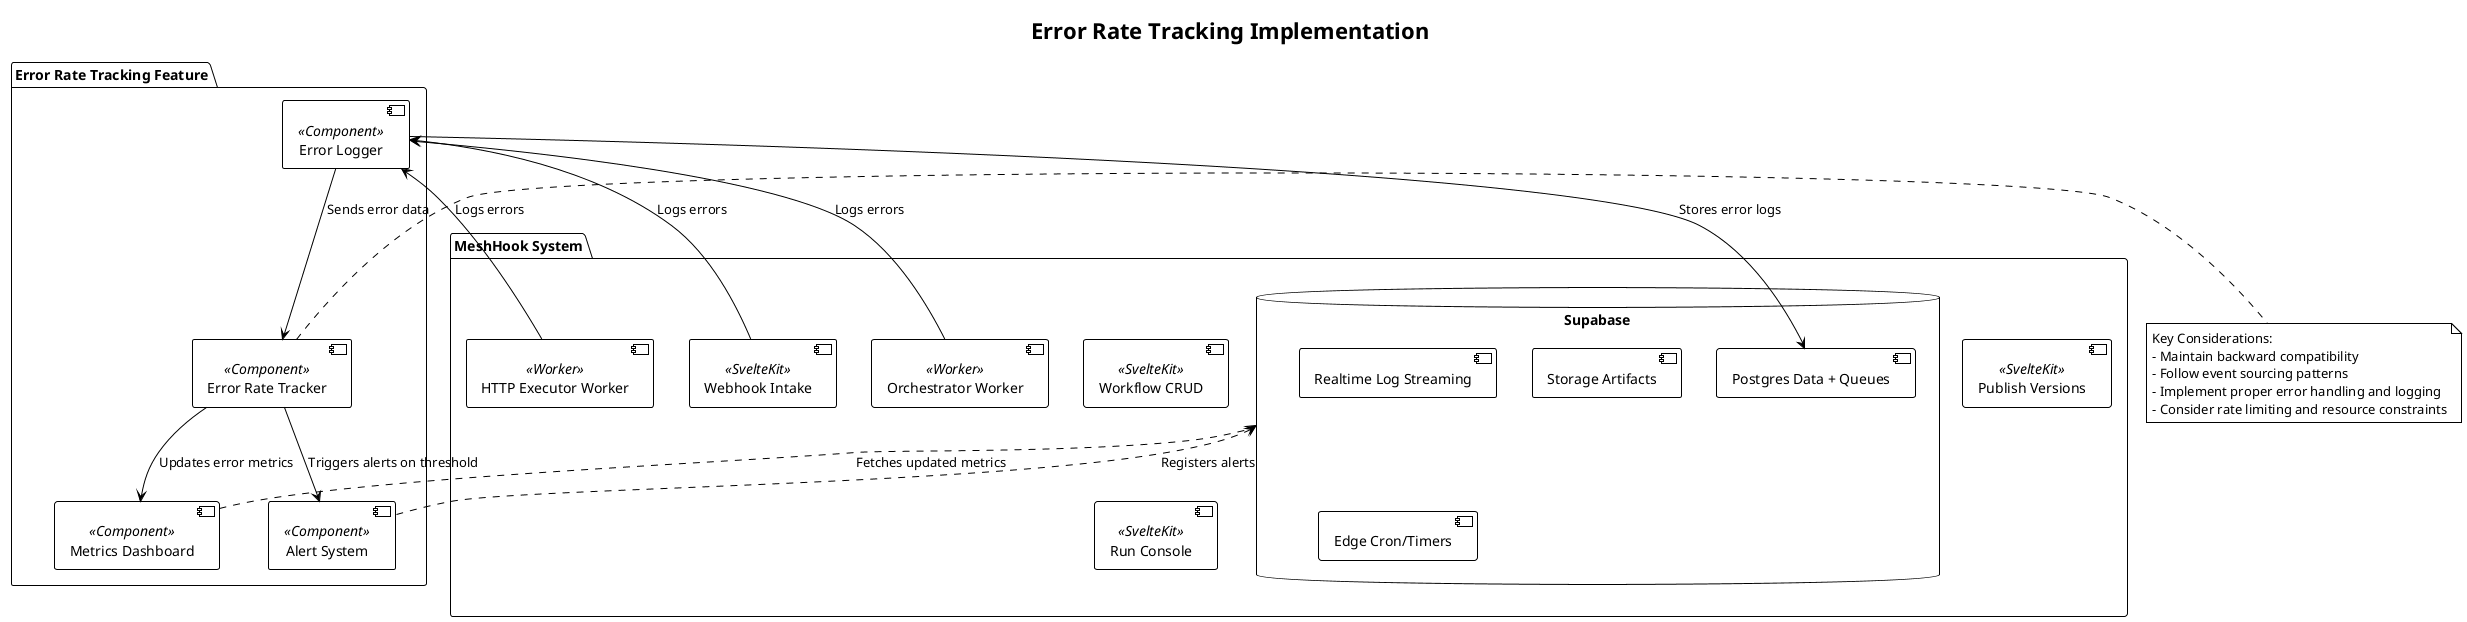 Error Rate Tracking Implementation
Error Rate Tracking Feature
«Component»
Error Logger
Sends error data
Logs errors
Logs errors
Logs errors
Stores error logs
MeshHook System
Supabase
«Component»
Error Rate Tracker
«Worker»
HTTP Executor Worker
«SvelteKit»
Webhook Intake
«Worker»
Orchestrator Worker
«SvelteKit»
Workflow CRUD
Realtime Log Streaming
Storage Artifacts
Postgres Data + Queues
«SvelteKit»
Publish Versions
Key Considerations:
- Maintain backward compatibility
- Follow event sourcing patterns
- Implement proper error handling and logging
- Consider rate limiting and resource constraints
Updates error metrics
Triggers alerts on threshold
Fetches updated metrics
Registers alerts
«Component»
Metrics Dashboard
«Component»
Alert System
«SvelteKit»
Run Console
Edge Cron/Timers